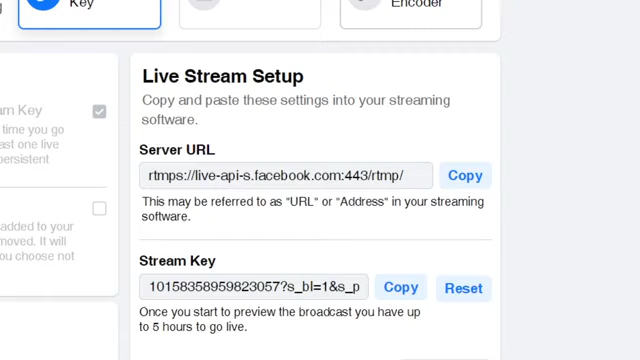 Key
Encoder
Live Stream Setup
Copy and paste these settings into your streaming
software.
Server URL
rtmps://live-api-s.facebook.com:443/rtmp/
Copy
This may be referred to as "URL" or "Address" in your streaming
software.
Stream Key
10158358959823057?s_bl=1&s_p
Copy
Reset
Once you start to preview the broadcast you have up
to 5 hours to go live.
am Key
time you go
ast one live
persistent
added to your
moved. It will
ou choose not